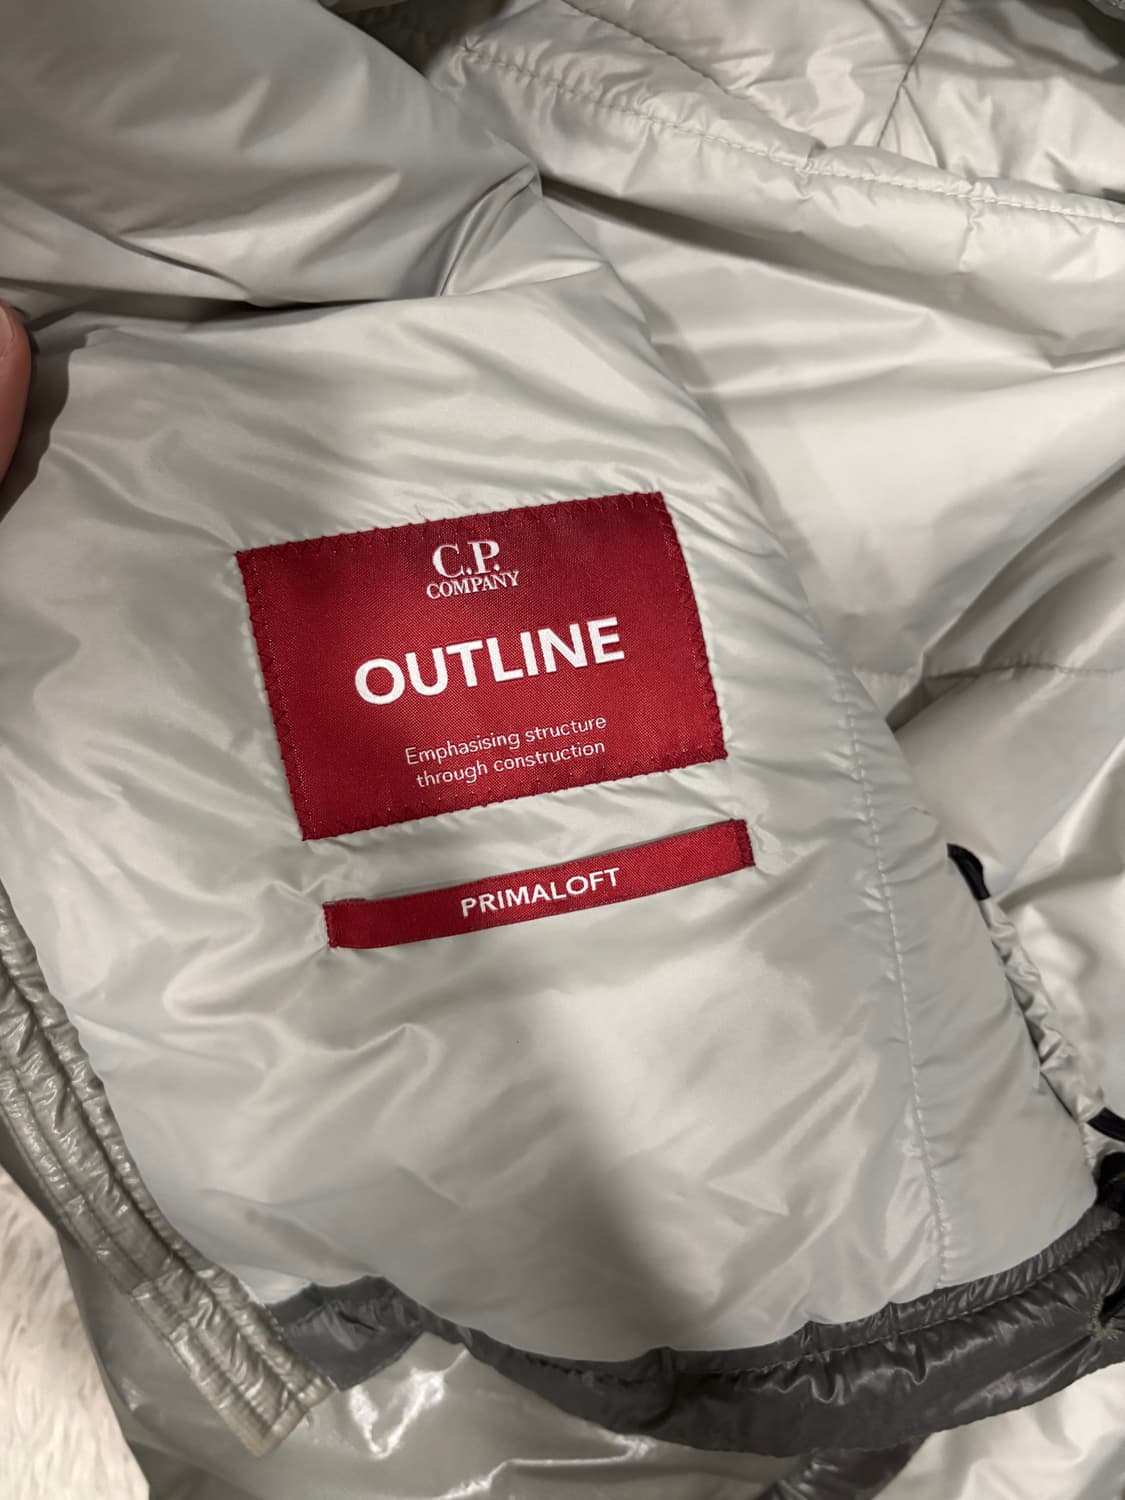 C.P.
COMPANY
OUTLINE
Emphasising structure
through construction
PRIMALOFT